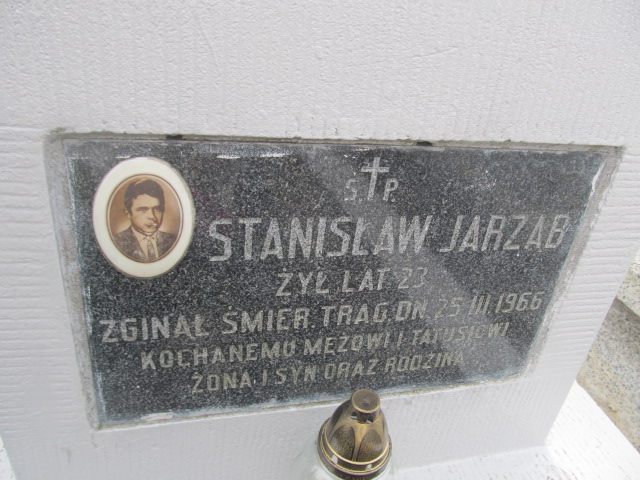 Ś. P.
STANISŁAW JARZĄB
ŻYŁ LAT 23
ZGINĄŁ ŚMIER. TRAG. DN. 25 III. 1966
KOCHANEMU MĘŻOWI I TATUSIOWI
ŻONA, I SYN ORAZ RODZINA